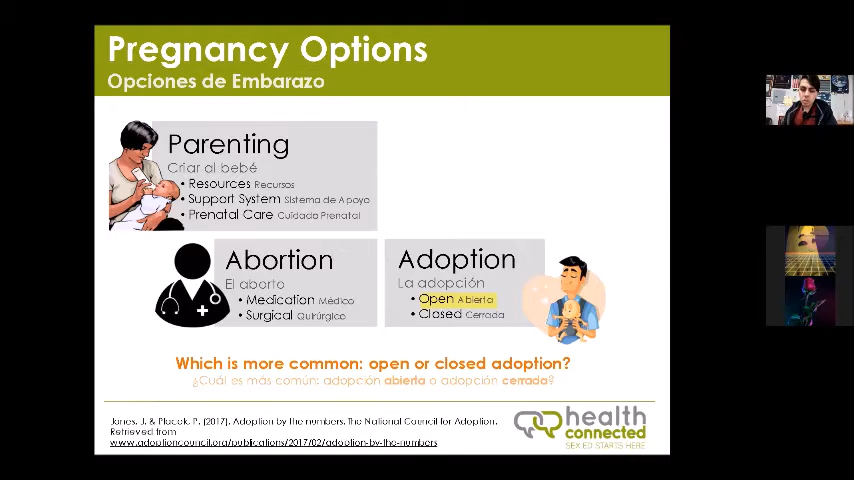 Pregnancy Options
Opciones de Embarazo
Parenting
Criar al bebé
• Resources Recursos
• Support System Sistema de Apoyo
• Prenatal Care Cuidado Prenatal
Abortion
El aborto
• Medication Médico
• Surgical Quirúrgico
Adoption
La adopción
• Open Abierta
• Closed Cerrada
Which is more common: open or closed adoption?
¿Cuál es más común: adopción abierta o adopción cerrada?
Jones, J. & Placek, P. (2017). Adoption by the numbers. The National Council for Adoption.
Retrieved from
www.adoptioncouncil.org/publications/2017/02/adoption-by-the-numbers
health
connected
SEX ED STARTS HERE